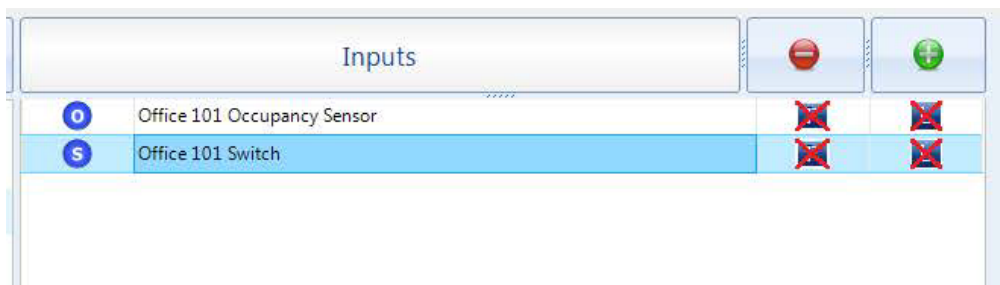 Inputs
O Office 101 Occupancy Sensor
S Office 101 Switch